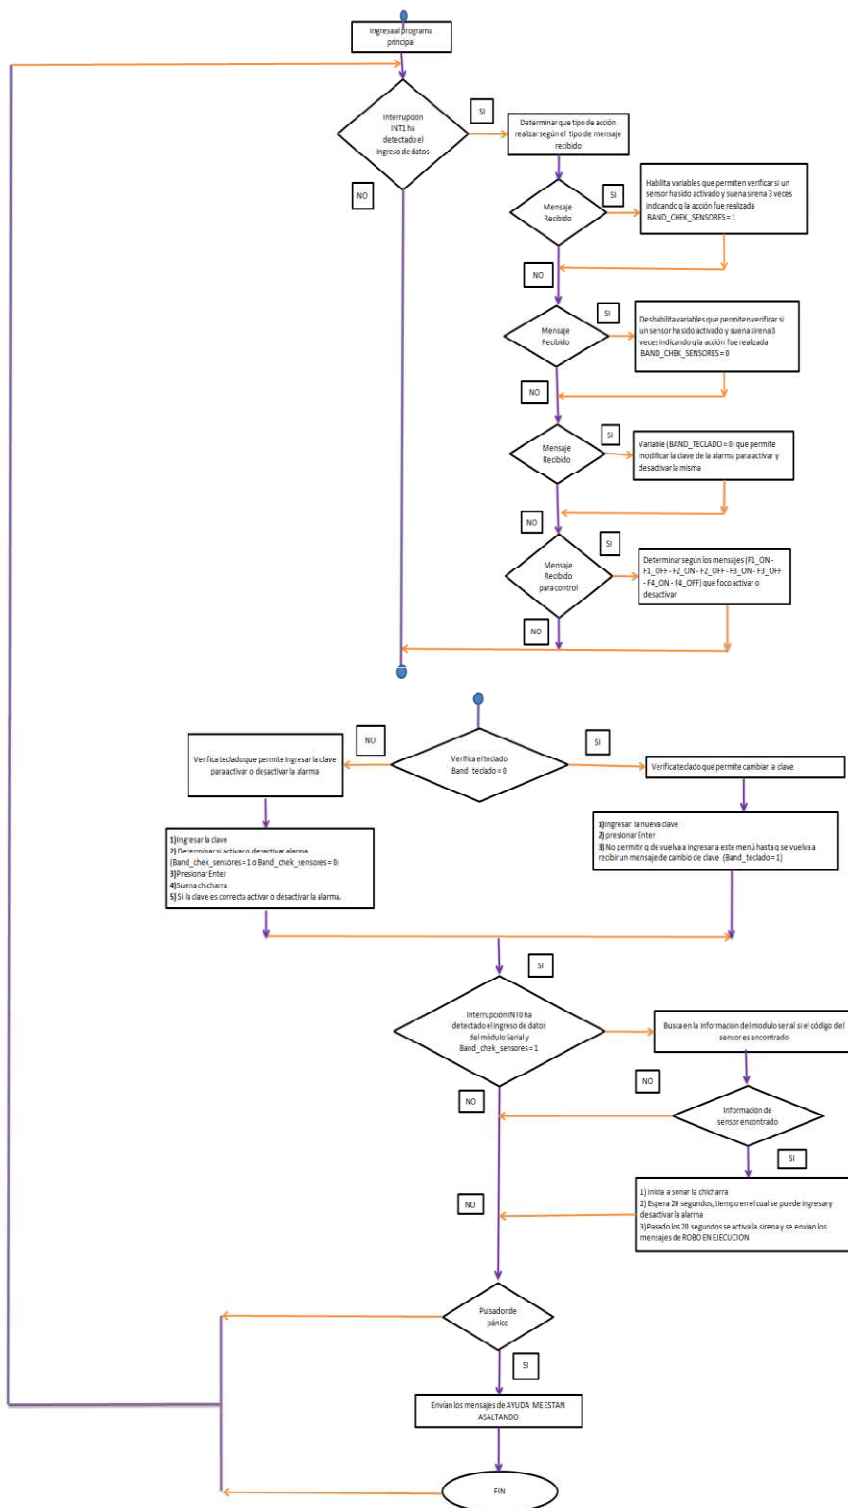 Ingresa al programa
principal
Interrupcion
INT1 ha
detectado el
ingreso de datos
SI
NO
Determinar que tipo de acción
realizar según el tipo de mensaje
recibido
Mensaje
Recibido
SI
Habilita variables que permiten verificar si un
sensor ha sido activado y suena sirena 3 veces
indicando q la acción fue realizada
BAND_CHEK_SENSORES = 1
NO
Mensaje
Recibido
SI
Deshabilita variables que permiten verificar si
un sensor ha sido activado y suena sirena 3
veces indicando q la acción fue realizada
BAND_CHEK_SENSORES = 0
NO
Mensaje
Recibido
SI
Variable (BAND_TECLADO = 0) que permite
modificar la clave de la alarma para activar y
desactivar la misma
NO
Mensaje
Recibido
para control
SI
Determinar según los mensajes (F1_ON -
F1_OFF - F2_ON - F2_OFF - F3_ON - F3_OFF
- F4_ON - F4_OFF) que foco activar o
desactivar
NO
Verifica el teclado
Band_teclado = 0
NO
SI
Verifica teclado que permite ingresar la clave
para activar o desactivar la alarma
Verifica teclado que permite cambiar la clave
1) Ingresar la clave
2) Determinar si activar o desactivar alarma
(Band_chek_sensores = 1 o Band_chek_sensores = 0)
3) Presionar Enter
4) Suena chicharra
5) Si la clave es correcta activar o desactivar la alarma.
1) Ingresar la nueva clave
2) presionar Enter
3) No permitir q de vuelva a ingresar a este menú hasta q se vuelva a
recibir un mensaje de cambio de clave (Band_teclado = 1)
SI
Interrupción INT0 ha
detectado el ingreso de datos
del módulo serial y
Band_chek_sensores = 1
Busca en la información del modulo serial si el código del
sensor es encontrado
NO
NO
Información de
sensor encontrado
SI
1) Inicia a sonar la chicharra
2) Espera 20 segundos, tiempo en el cual se puede ingresar y
desactivar la alarma
3) Pasado los 20 segundos se activa la sirena y se envían los
mensajes de ROBO EN EJECUCION
NO
Pulsador de
pánico
SI
Envían los mensajes de AYUDA ME ESTAN
ASALTANDO
FIN